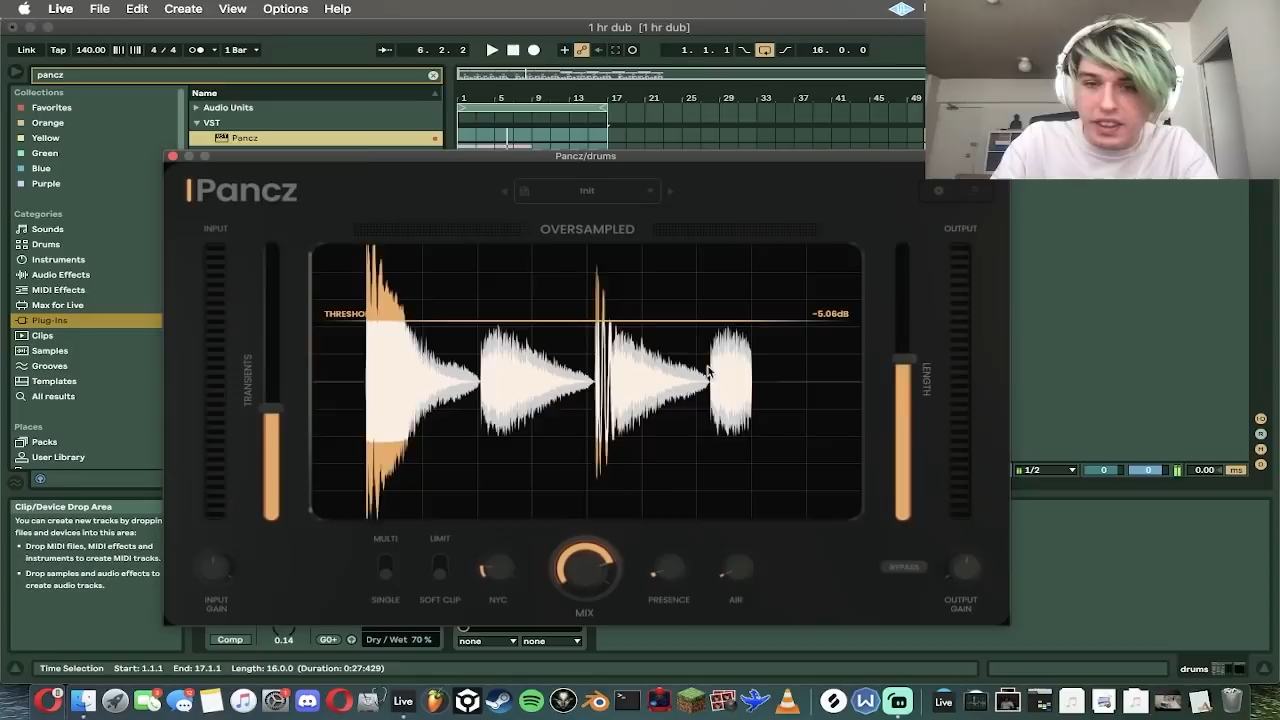 Live File Edit Create View Options Help
1 hr dub [1 hr dub]
Link Tap 140.00 4 / 4 1 Bar 6. 2. 2 1. 1. 1 16. 0. 0
pancz
Collections
Favorites
Orange
Yellow
Green
Blue
Purple
Categories
Sounds
Drums
Instruments
Audio Effects
MIDI Effects
Max for Live
Plug-Ins
Clips
Samples
Grooves
Templates
All results
Places
Packs
User Library
Name
Audio Units
VST
Pancz
1 5 9 13 17 21 25 29 33 37 41 45 49
Pancz/drums
Pancz
Init
INPUT
OVERSAMPLED
OUTPUT
THRESHO
-5.06dB
TRANSIENTS
LENGTH
MULTI
LIMIT
SINGLE
SOFT CLIP
NYC
MIX
PRESENCE
AIR
BYPASS
INPUT
GAIN
OUTPUT
GAIN
1/2 0 0 0.00 ms
Clip/Device Drop Area
You can create new tracks by droppin
files and devices into this area:
Drop MIDI files, MIDI effects and
instruments to create MIDI tracks.
Drop samples and audio effects to
create audio tracks.
Comp 0.14 GO+ Dry / Wet 70 % none none
Time Selection Start: 1.1.1 End: 17.1.1 Length: 16.0.0 (Duration: 0:27:429)
drums
Live
Live